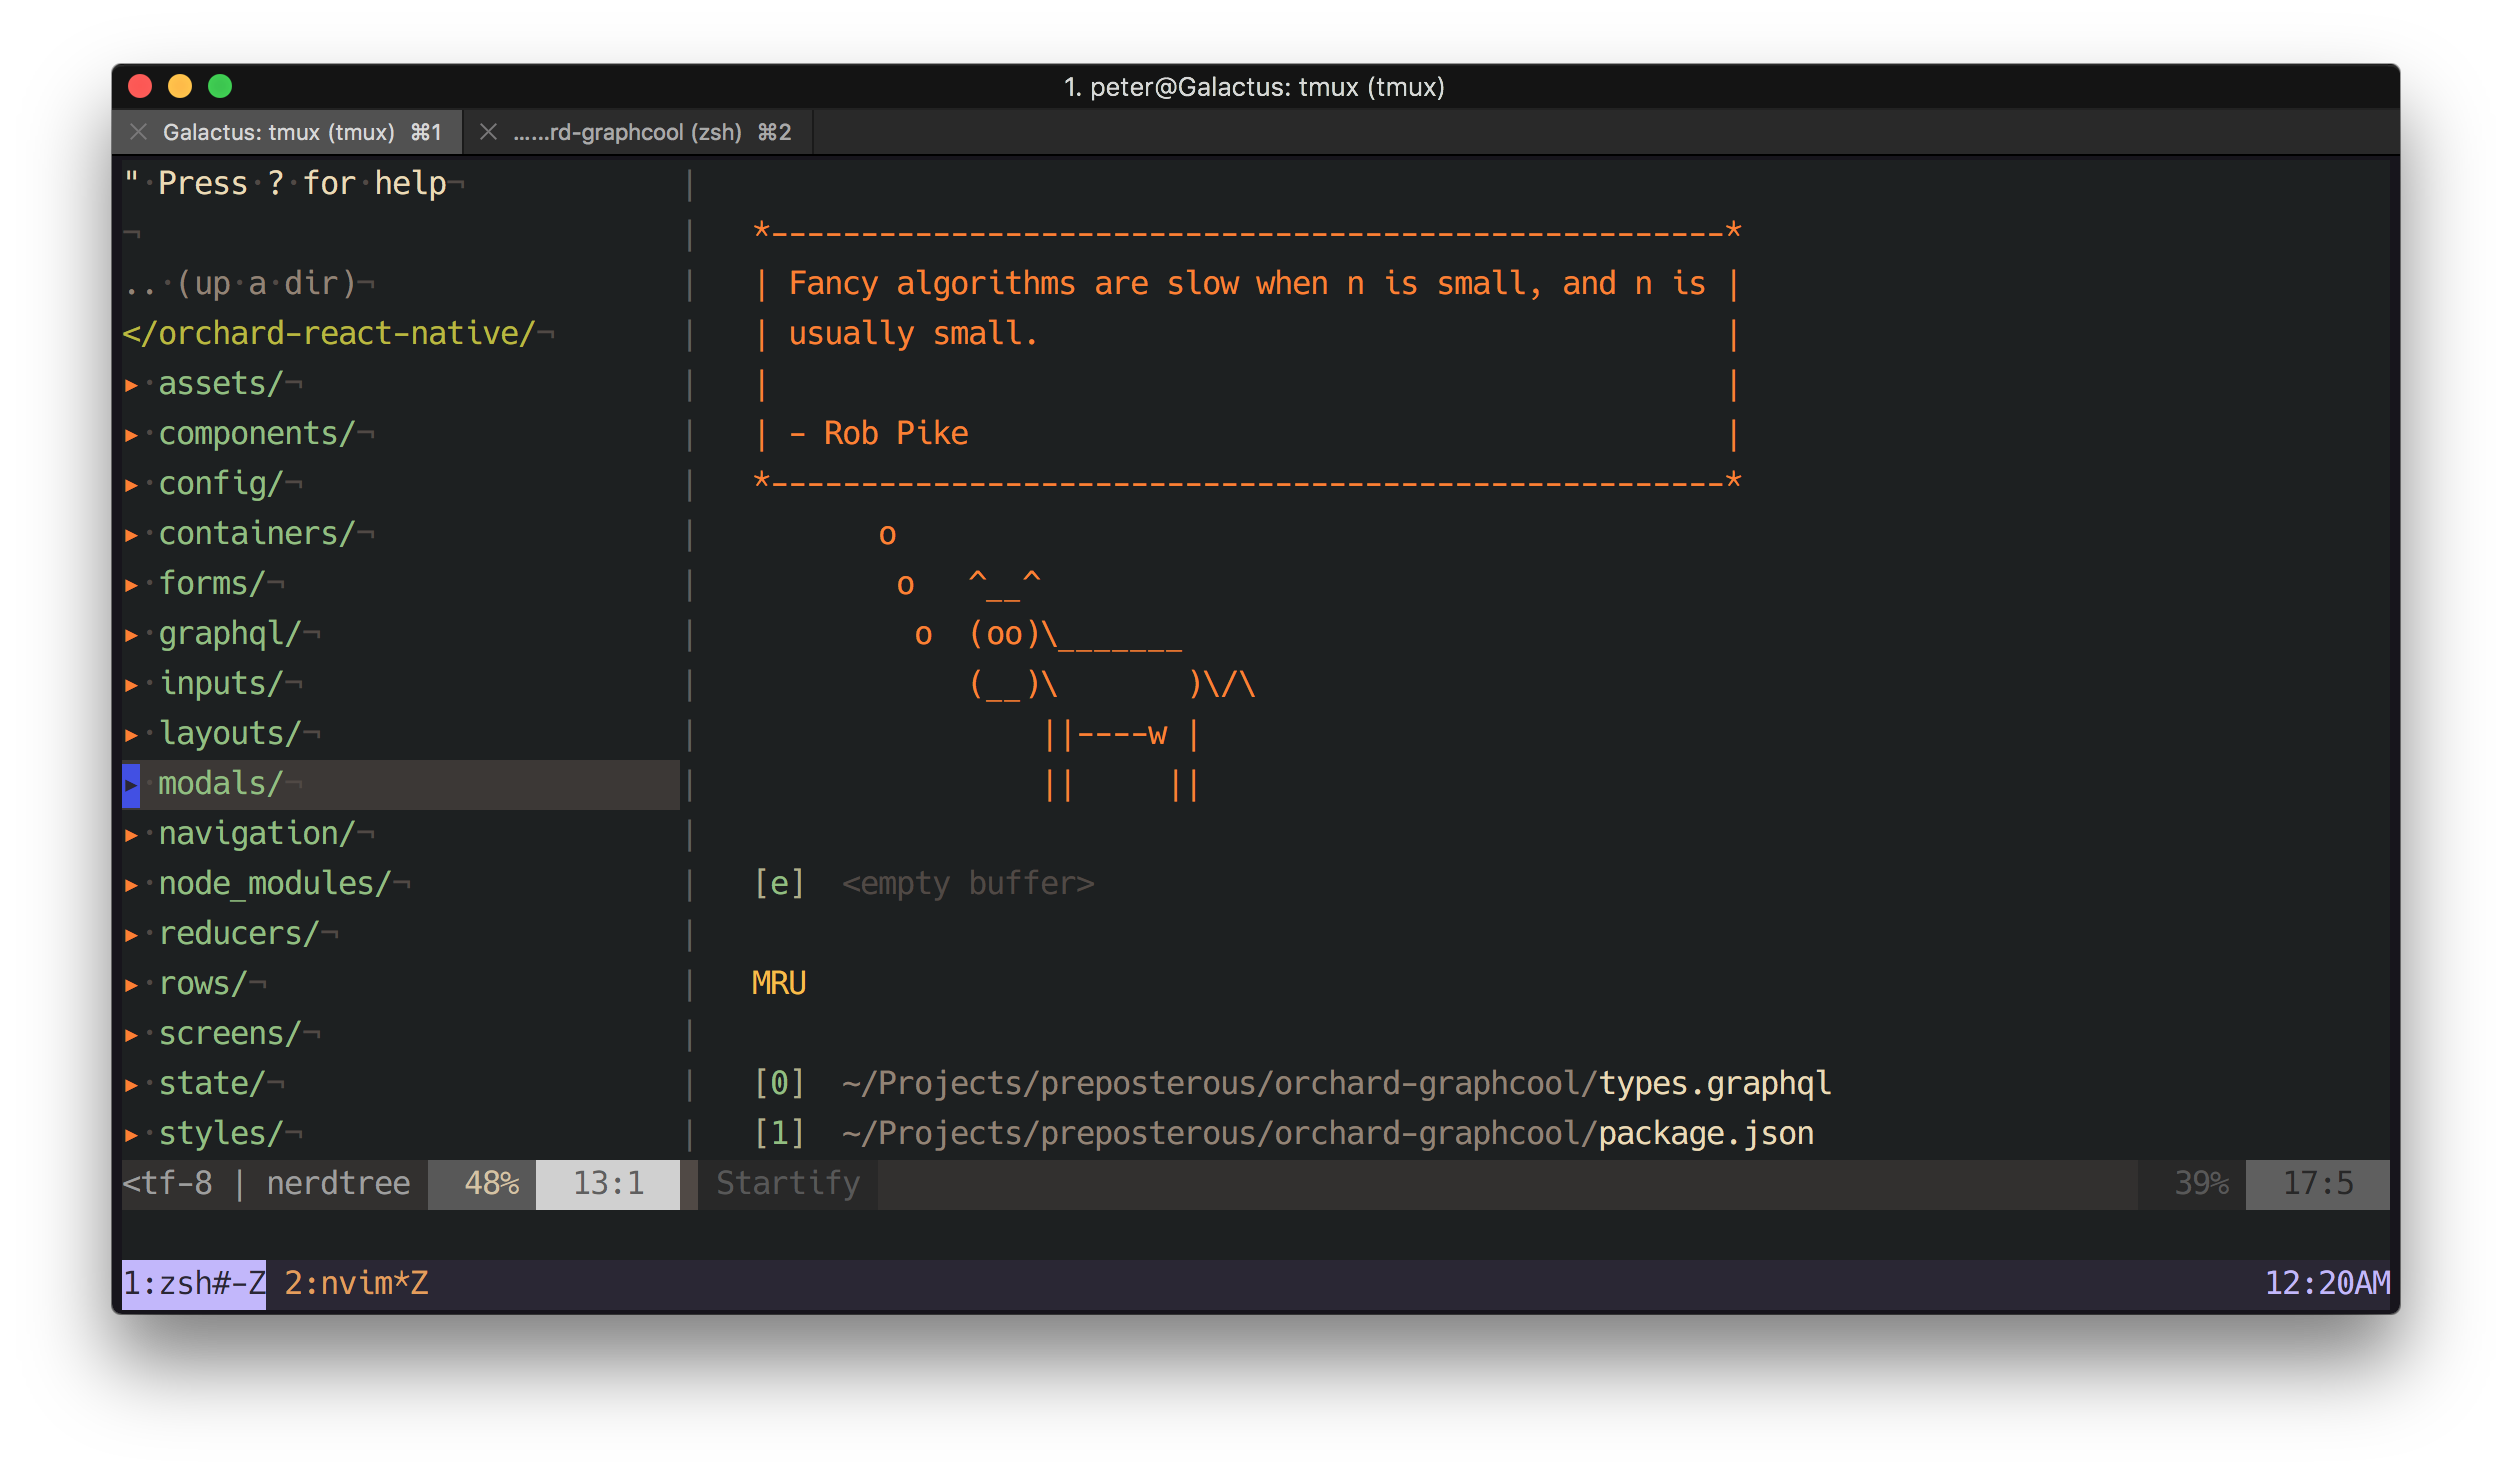 1. peter@Galactus: tmux (tmux)
Galactus: tmux (tmux) ⌘1
......rd-graphcool (zsh) ⌘2
"·Press·?·for·help¬
¬
..·(up·a·dir)¬
</orchard-react-native/¬
▸·assets/¬
▸·components/¬
▸·config/¬
▸·containers/¬
▸·forms/¬
▸·graphql/¬
▸·inputs/¬
▸·layouts/¬
▸·modals/¬
▸·navigation/¬
▸·node_modules/¬
▸·reducers/¬
▸·rows/¬
▸·screens/¬
▸·state/¬
▸·styles/¬
*-----------------------------------------------------*
| Fancy algorithms are slow when n is small, and n is |
| usually small.                                      |
|                                                     |
| - Rob Pike                                          |
*-----------------------------------------------------*
       o
        o   ^__^
         o  (oo)\_______
            (__)\       )\/\
                ||----w |
                ||     ||
[e]  <empty buffer>
MRU
[0]  ~/Projects/preposterous/orchard-graphcool/types.graphql
[1]  ~/Projects/preposterous/orchard-graphcool/package.json
<tf-8 | nerdtree 48% 13:1
Startify 39% 17:5
1:zsh#-Z 2:nvim*Z 12:20AM